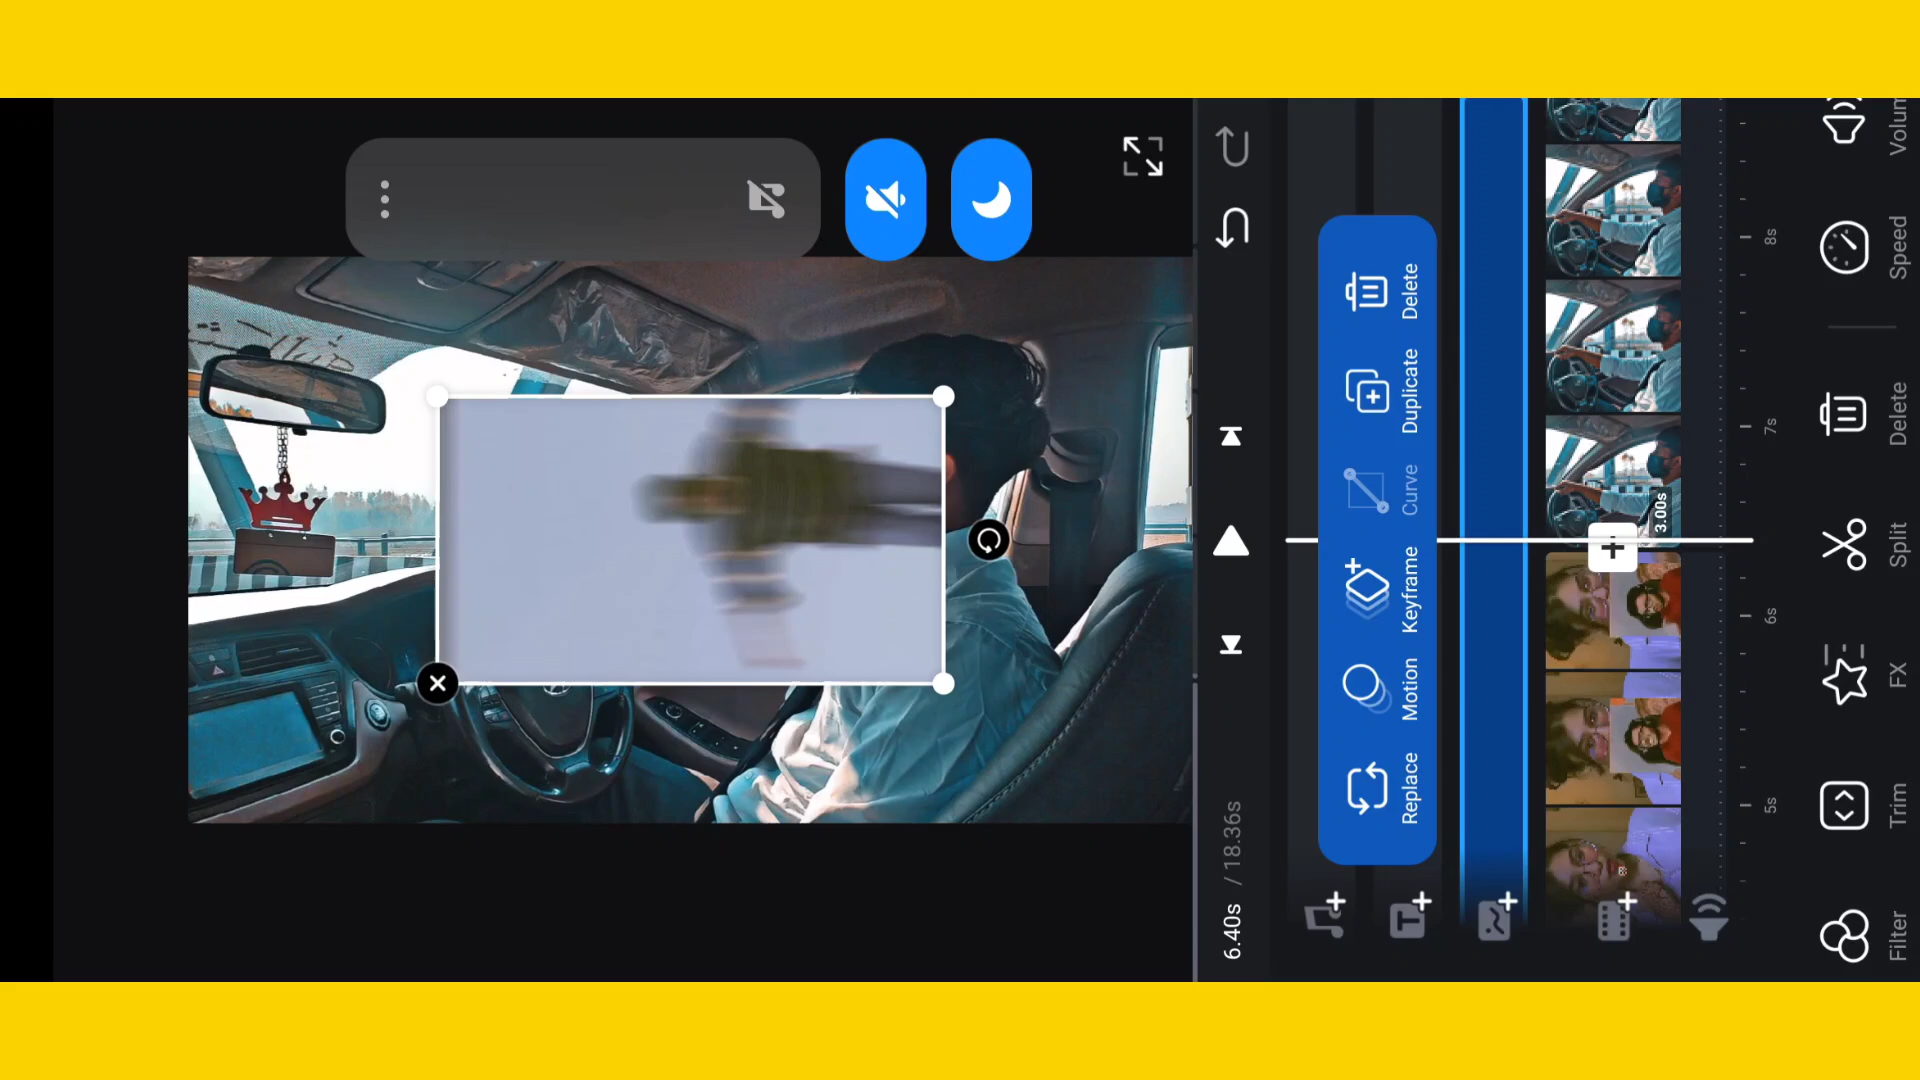 6.40s / 18.36s
Delete
Duplicate
Curve
Keyframe
Motion
Replace
3.00s
8s
7s
6s
5s
Volum
Speed
Delete
Split
FX
Trim
Filter